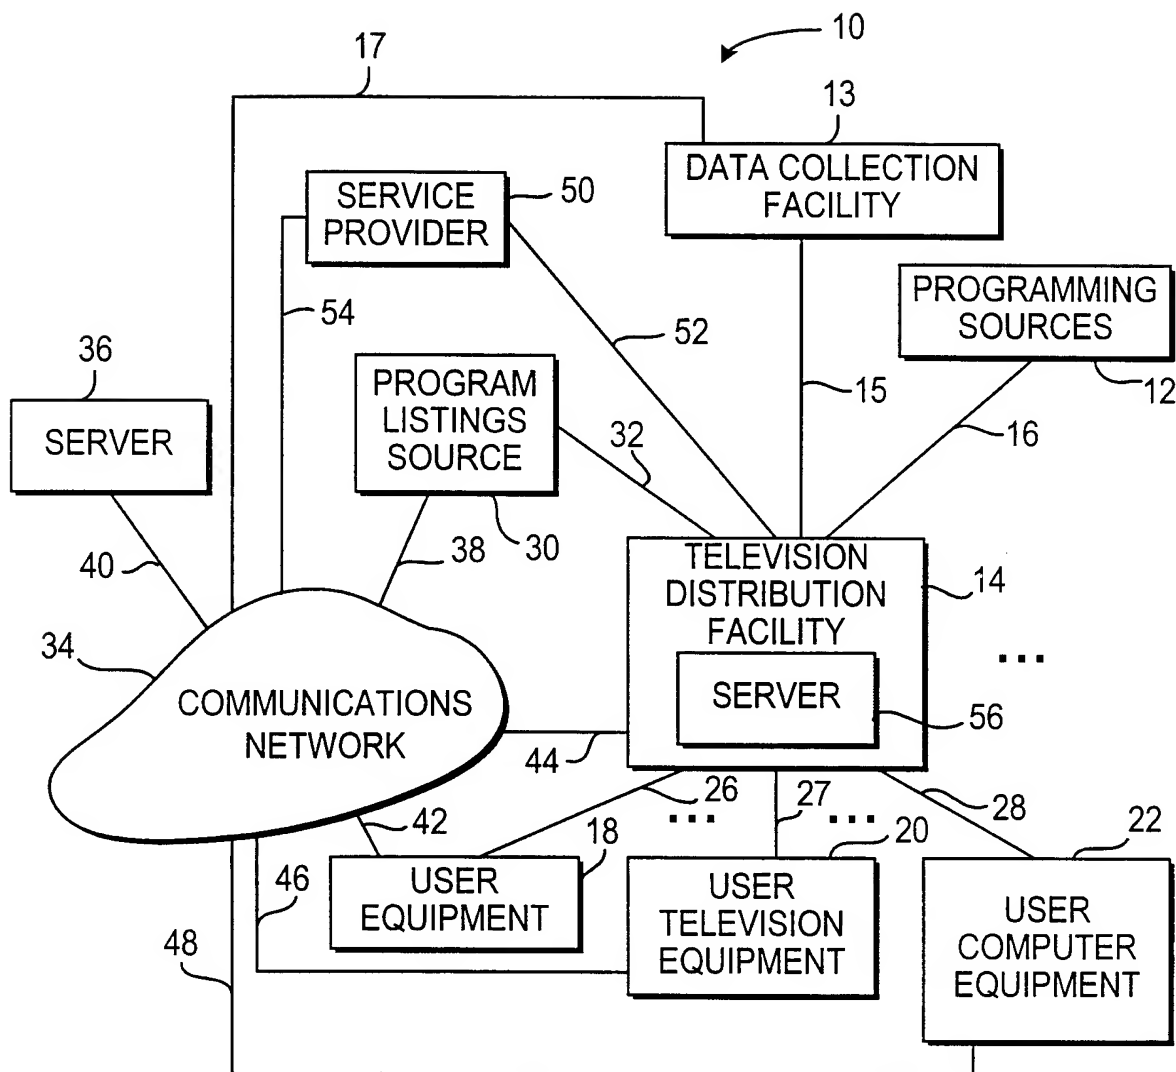 10
17
13
DATA COLLECTION
FACILITY
SERVICE
PROVIDER
50
PROGRAMMING
SOURCES
54
52
36
PROGRAM
LISTINGS
SOURCE
15
12
SERVER
32
16
40
38
30
TELEVISION
DISTRIBUTION
FACILITY
14
34
...
SERVER
COMMUNICATIONS
NETWORK
56
44
26
27
28
42
...
...
18
20
22
USER
EQUIPMENT
USER
TELEVISION
EQUIPMENT
USER
COMPUTER
EQUIPMENT
46
48